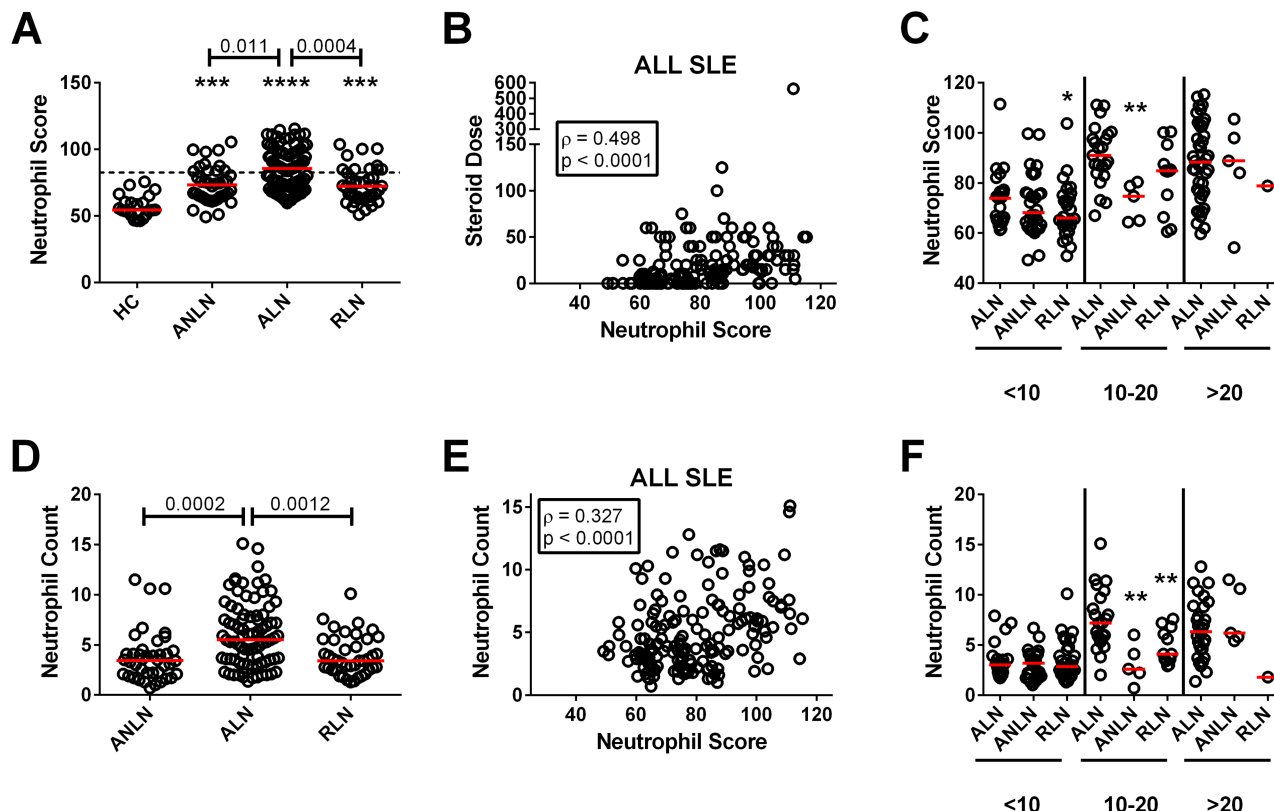 A
0.011 0.0004
*** **** ***
Neutrophil Score
150
100
50
0
HC ANLN ALN RLN
B
ALL SLE
Steroid Dose
600
500
400
300
150
100
50
0
ρ = 0.498
p < 0.0001
40 60 80 100 120
Neutrophil Score
C
Neutrophil Score
120
100
80
60
40
* **
ALN ANLN RLN ALN ANLN RLN ALN ANLN RLN
<10 10-20 >20
D
0.0002 0.0012
Neutrophil Count
20
15
10
5
0
ANLN ALN RLN
E
ALL SLE
Neutrophil Count
15
10
5
0
ρ = 0.327
p < 0.0001
40 60 80 100 120
Neutrophil Score
F
Neutrophil Count
20
15
10
5
0
** **
ALN ANLN RLN ALN ANLN RLN ALN ANLN RLN
<10 10-20 >20